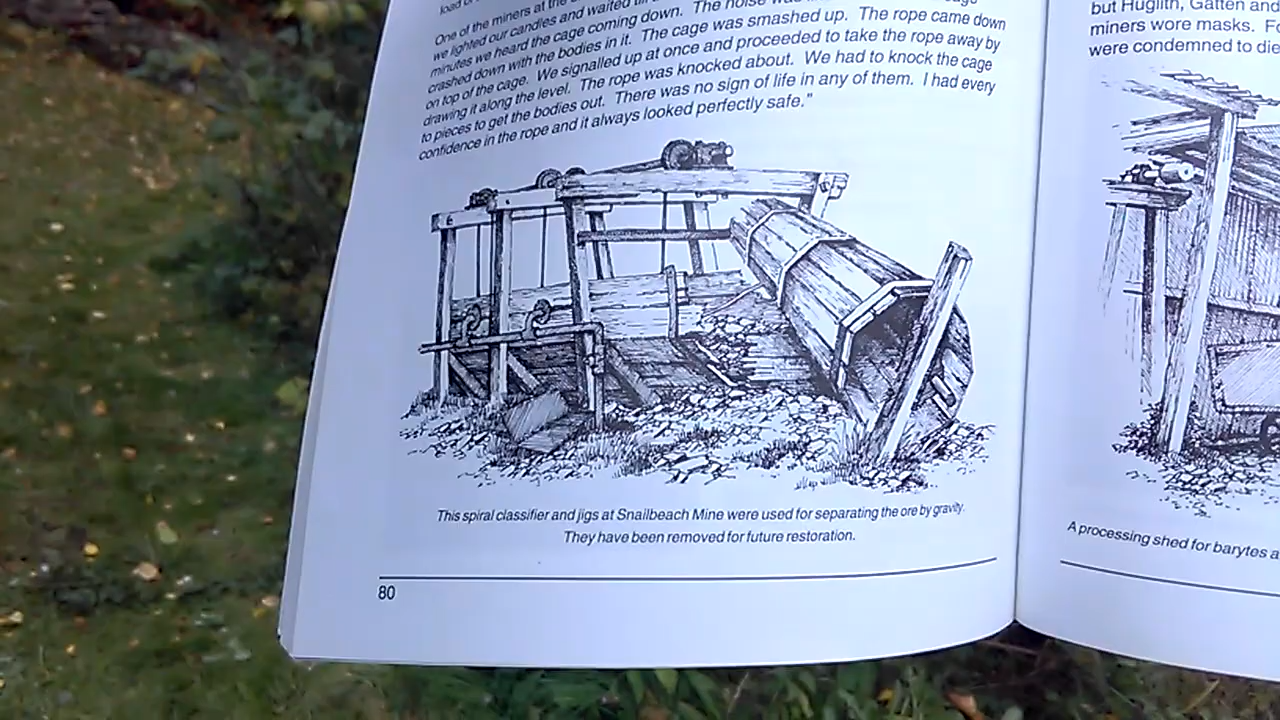 load
One of the miners at the
we lighted our candles and waited
minutes we heard the cage coming down. The noise was
crashed down with the bodies in it. The cage was smashed up. The rope came down
on top of the cage. We signalled up at once and proceeded to take the rope away by
drawing it along the level. The rope was knocked about. We had to knock the cage
to pieces to get the bodies out. There was no sign of life in any of them. I had every
confidence in the rope and it always looked perfectly safe."
This spiral classifier and jigs at Snailbeach Mine were used for separating the ore by gravity.
They have been removed for future restoration.
80
but Huglith, Gatten and
miners wore masks.
were condemned to die
A processing shed for barytes